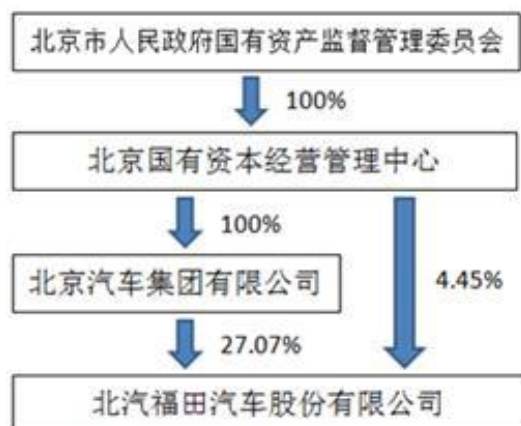 北京市人民政府国有资产监督管理委员会
100%
北京国有资本经营管理中心
100%
北京汽车集团有限公司
4.45%
27.07%
北汽福田汽车股份有限公司